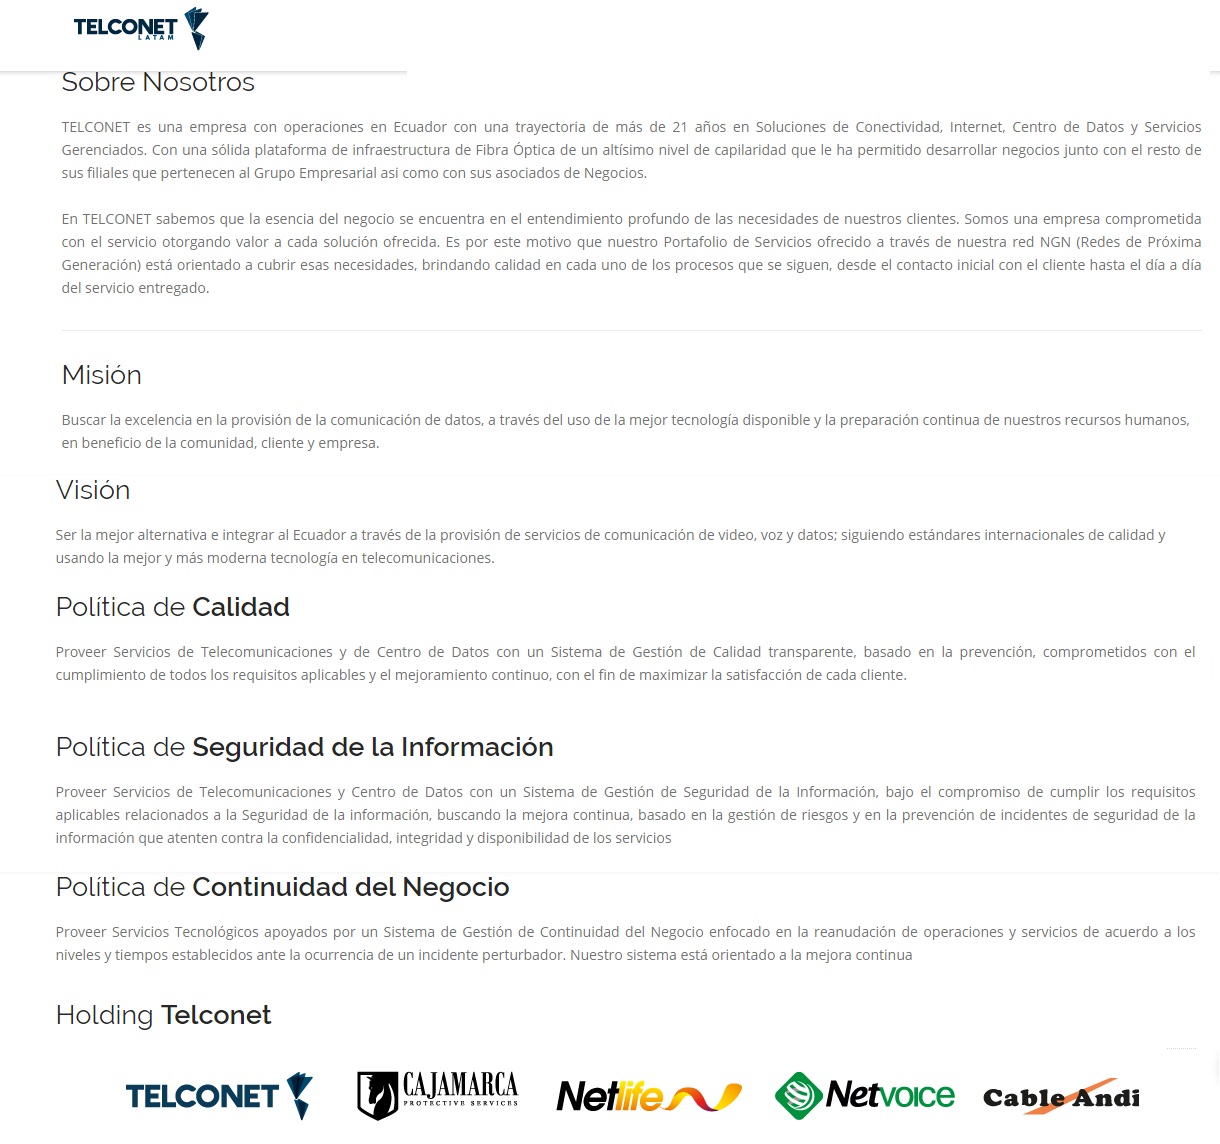 TELCONET
LATAM
Sobre Nosotros
TELCONET es una empresa con operaciones en Ecuador con una trayectoria de más de 21 años en Soluciones de Conectividad, Internet, Centro de Datos y Servicios
Gerenciados. Con una sólida plataforma de infraestructura de Fibra Óptica de un altísimo nivel de capilaridad que le ha permitido desarrollar negocios junto con el resto de
sus filiales que pertenecen al Grupo Empresarial asi como con sus asociados de Negocios.
En TELCONET sabemos que la esencia del negocio se encuentra en el entendimiento profundo de las necesidades de nuestros clientes. Somos una empresa comprometida
con el servicio otorgando valor a cada solución ofrecida. Es por este motivo que nuestro Portafolio de Servicios ofrecido a través de nuestra red NGN (Redes de Próxima
Generación) está orientado a cubrir esas necesidades, brindando calidad en cada uno de los procesos que se siguen, desde el contacto inicial con el cliente hasta el día a día
del servicio entregado.
Misión
Buscar la excelencia en la provisión de la comunicación de datos, a través del uso de la mejor tecnología disponible y la preparación continua de nuestros recursos humanos,
en beneficio de la comunidad, cliente y empresa.
Visión
Ser la mejor alternativa e integrar al Ecuador a través de la provisión de servicios de comunicación de video, voz y datos; siguiendo estándares internacionales de calidad y
usando la mejor y más moderna tecnología en telecomunicaciones.
Política de Calidad
Proveer Servicios de Telecomunicaciones y de Centro de Datos con un Sistema de Gestión de Calidad transparente, basado en la prevención, comprometidos con el
cumplimiento de todos los requisitos aplicables y el mejoramiento continuo, con el fin de maximizar la satisfacción de cada cliente.
Política de Seguridad de la Información
Proveer Servicios de Telecomunicaciones y Centro de Datos con un Sistema de Gestión de Seguridad de la Información, bajo el compromiso de cumplir los requisitos
aplicables relacionados a la Seguridad de la información, buscando la mejora continua, basado en la gestión de riesgos y en la prevención de incidentes de seguridad de la
información que atenten contra la confidencialidad, integridad y disponibilidad de los servicios
Política de Continuidad del Negocio
Proveer Servicios Tecnológicos apoyados por un Sistema de Gestión de Continuidad del Negocio enfocado en la reanudación de operaciones y servicios de acuerdo a los
niveles y tiempos establecidos ante la ocurrencia de un incidente perturbador. Nuestro sistema está orientado a la mejora continua
Holding Telconet
TELCONET
CAJAMARCA
PROTECTIVE SERVICES
Netlife
Netvoice
Cable Andi